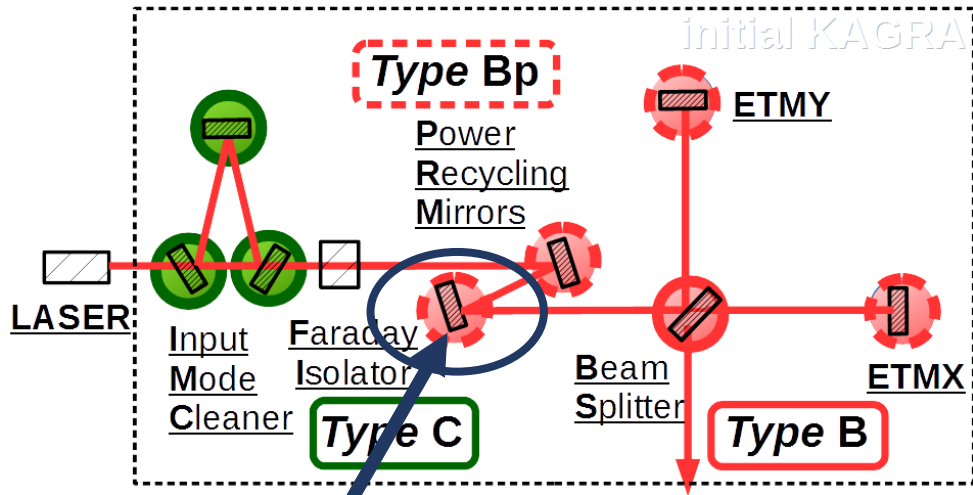 initial KAGRA
Type Bp
Power
Recycling
Mirrors
ETMY
LASER
Input
Mode
Cleaner
Faraday
Isolator
Type C
Beam
Splitter
ETMX
Type B